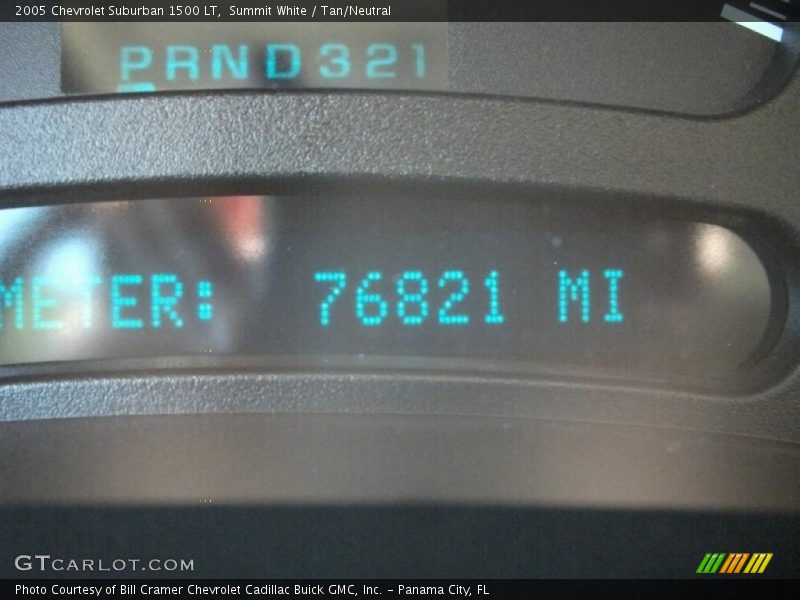 2005 Chevrolet Suburban 1500 LT, Summit White / Tan/Neutral
PRND321
METER: 76821 MI
GTCARLOT.COM
Photo Courtesy of Bill Cramer Chevrolet Cadillac Buick GMC, Inc. - Panama City, FL